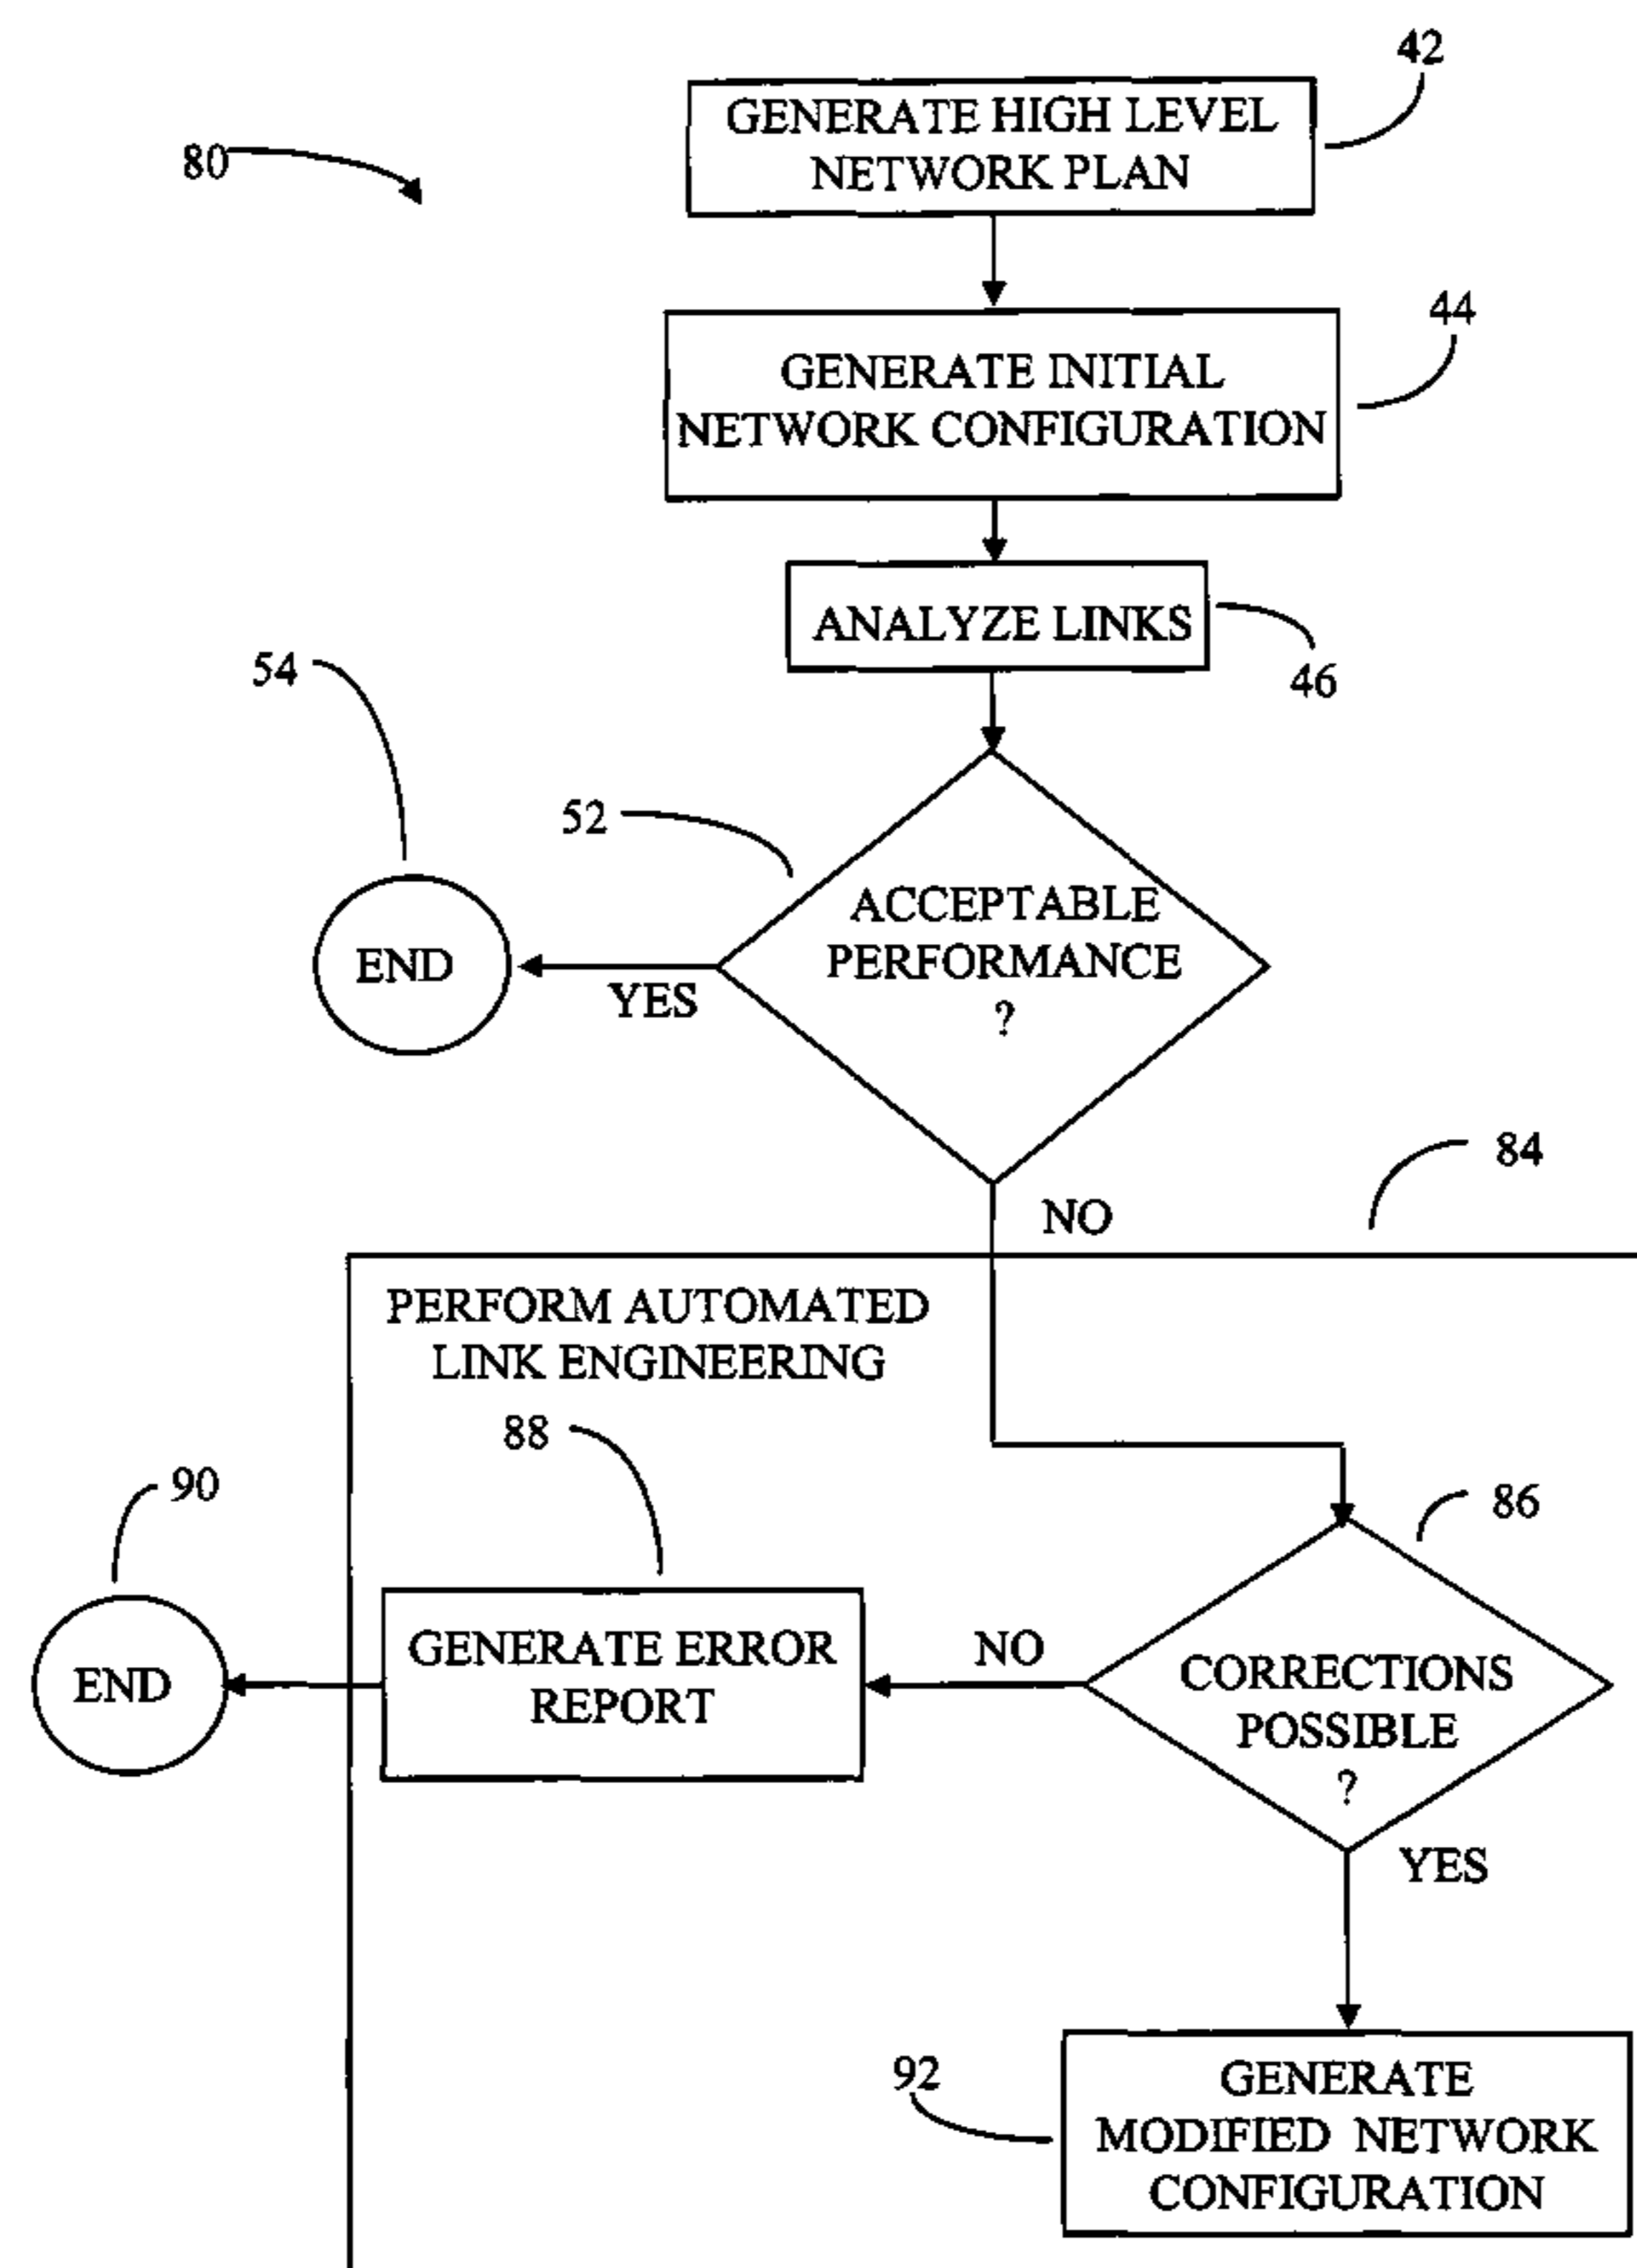 42
GENERATE HIGH LEVEL
NETWORK PLAN
80
44
GENERATE INITIAL
NETWORK CONFIGURATION
ANALYZE LINKS
46
54
52
ACCEPTABLE
PERFORMANCE
?
END
YES
84
NO
PERFORM AUTOMATED
LINK ENGINEERING
88
90
86
GENERATE ERROR
REPORT
NO
CORRECTIONS
POSSIBLE
?
END
YES
92
GENERATE
MODIFIED NETWORK
CONFIGURATION